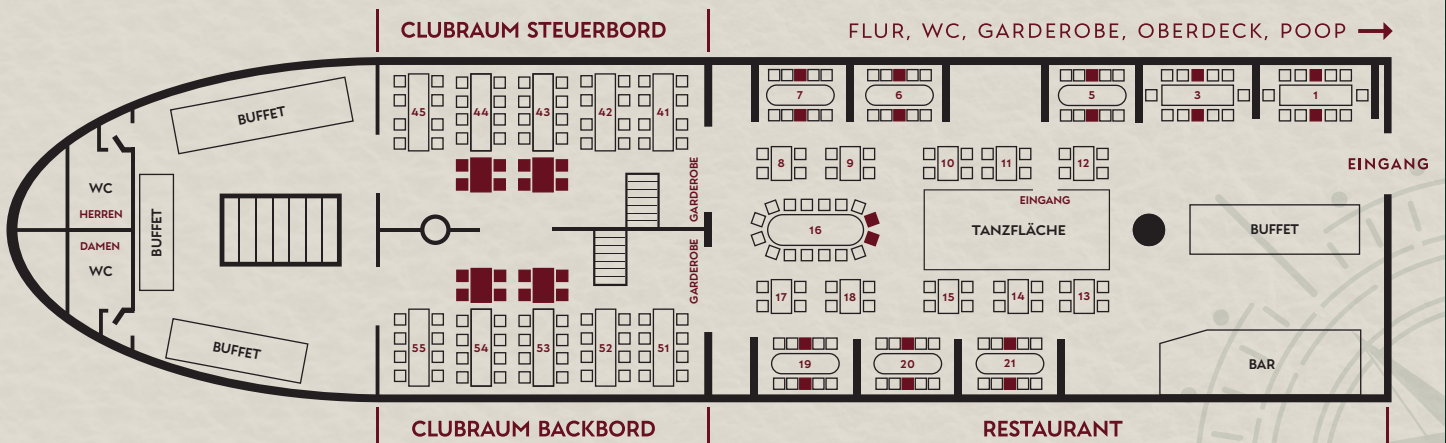 CLUBRAUM STEUERBORD
FLUR, WC, GARDEROBE, OBERDECK, POOP
BUFFET
45 44 43 42 41
7 6 5 3 1
8 9 10 11 12
EINGANG
WC
HERREN
DAMEN
WC
BUFFET
GARDEROBE
GARDEROBE
16
EINGANG
TANZFLÄCHE
BUFFET
17 18 15 14 13
BUFFET
55 54 53 52 51
19 20 21
BAR
CLUBRAUM BACKBORD
RESTAURANT